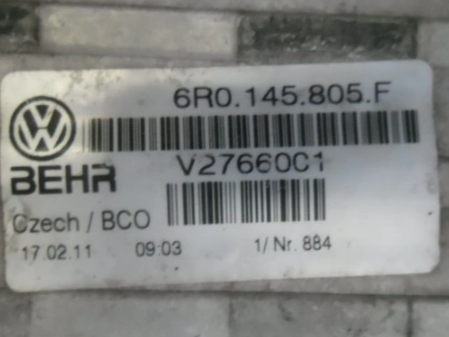 6R0.145.805.F
V27660C1
BEHR
Czech / BCO
17.02.11 09:03 1/ Nr. 884